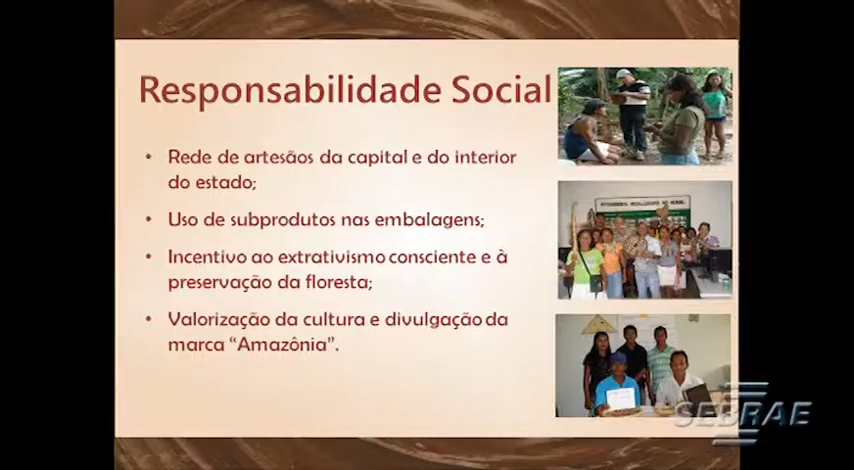 Responsabilidade Social
• Rede de artesãos da capital e do interior
do estado;
• Uso de subprodutos nas embalagens;
• Incentivo ao extrativismo consciente e à
preservação da floresta;
• Valorização da cultura e divulgação da
marca “Amazônia”.
SEBRAE